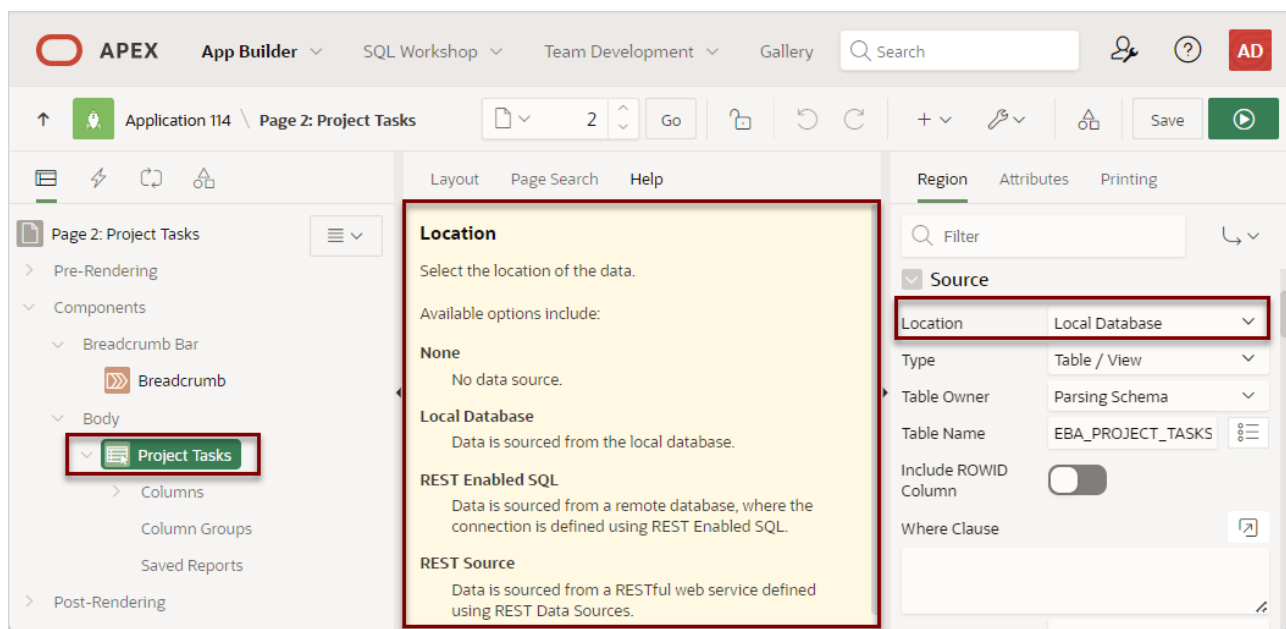 APEX App Builder SQL Workshop Team Development Gallery Search AD
Application 114 \ Page 2: Project Tasks 2 Go Save
Layout Page Search Help
Region Attributes Printing
Page 2: Project Tasks
Pre-Rendering
Components
Breadcrumb Bar
Breadcrumb
Body
Project Tasks
Columns
Column Groups
Saved Reports
Post-Rendering
Location
Select the location of the data.
Available options include:
None
No data source.
Local Database
Data is sourced from the local database.
REST Enabled SQL
Data is sourced from a remote database, where the
connection is defined using REST Enabled SQL.
REST Source
Data is sourced from a RESTful web service defined
using REST Data Sources.
Filter
Source
Location Local Database
Type Table / View
Table Owner Parsing Schema
Table Name EBA_PROJECT_TASKS
Include ROWID
Column
Where Clause